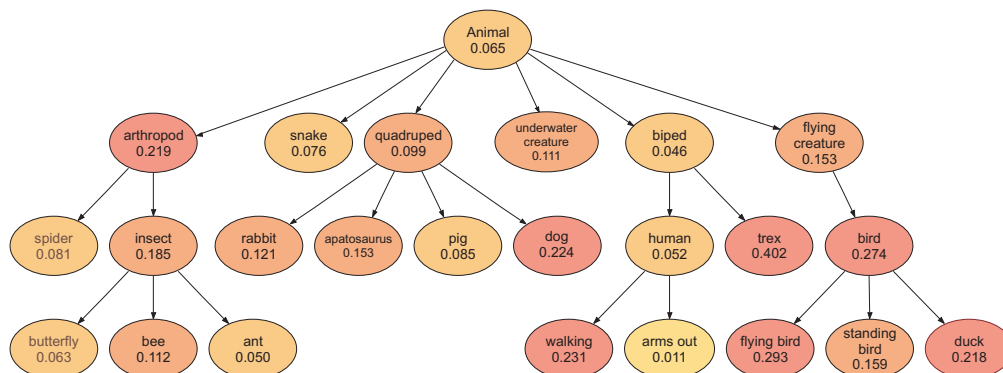 Animal
0.065
arthropod
0.219
snake
0.076
quadruped
0.099
underwater
creature
0.111
biped
0.046
flying
creature
0.153
spider
0.081
insect
0.185
rabbit
0.121
apatosaurus
0.153
pig
0.085
dog
0.224
human
0.052
trex
0.402
bird
0.274
butterfly
0.063
bee
0.112
ant
0.050
walking
0.231
arms out
0.011
flying bird
0.293
standing
bird
0.159
duck
0.218